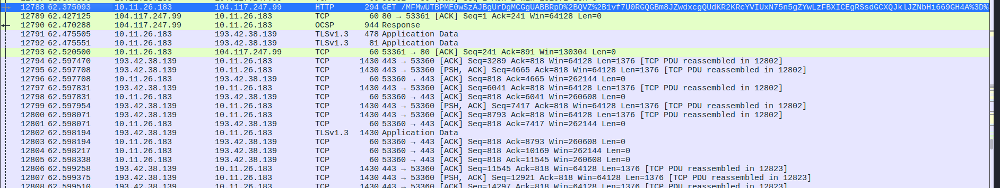 12788 62.375093 10.11.26.183 104.117.247.99 HTTP 294 GET /MFMwUTBPME0wSzAJBgUrDgMCGgUABBRpD%2BQVZ%2B1vf7U0RGQGBm8JZwdxcgQUdKR2KRcYVIUxN75n5gZYwLzFBXICEgRSsdGCXQJklJZNbHi669GH4A%3D%
12789 62.427125 104.117.247.99 10.11.26.183 TCP 60 80 → 53361 [ACK] Seq=1 Ack=241 Win=64128 Len=0
12790 62.470288 104.117.247.99 10.11.26.183 OCSP 944 Response
12791 62.475505 10.11.26.183 193.42.38.139 TLSv1.3 478 Application Data
12792 62.475551 10.11.26.183 193.42.38.139 TLSv1.3 81 Application Data
12793 62.520500 10.11.26.183 104.117.247.99 TCP 60 53361 → 80 [ACK] Seq=241 Ack=891 Win=130304 Len=0
12794 62.597470 193.42.38.139 10.11.26.183 TCP 1430 443 → 53360 [ACK] Seq=3289 Ack=818 Win=64128 Len=1376 [TCP PDU reassembled in 12802]
12795 62.597708 193.42.38.139 10.11.26.183 TCP 1430 443 → 53360 [PSH, ACK] Seq=4665 Ack=818 Win=64128 Len=1376 [TCP PDU reassembled in 12802]
12796 62.597708 10.11.26.183 193.42.38.139 TCP 60 53360 → 443 [ACK] Seq=818 Ack=4665 Win=262144 Len=0
12797 62.597831 193.42.38.139 10.11.26.183 TCP 1430 443 → 53360 [ACK] Seq=6041 Ack=818 Win=64128 Len=1376 [TCP PDU reassembled in 12802]
12798 62.597831 10.11.26.183 193.42.38.139 TCP 60 53360 → 443 [ACK] Seq=818 Ack=6041 Win=260608 Len=0
12799 62.597954 193.42.38.139 10.11.26.183 TCP 1430 443 → 53360 [PSH, ACK] Seq=7417 Ack=818 Win=64128 Len=1376 [TCP PDU reassembled in 12802]
12800 62.598071 193.42.38.139 10.11.26.183 TCP 1430 443 → 53360 [ACK] Seq=8793 Ack=818 Win=64128 Len=1376 [TCP PDU reassembled in 12802]
12801 62.598071 10.11.26.183 193.42.38.139 TCP 60 53360 → 443 [ACK] Seq=818 Ack=7417 Win=262144 Len=0
12802 62.598194 193.42.38.139 10.11.26.183 TLSv1.3 1430 Application Data
12803 62.598194 10.11.26.183 193.42.38.139 TCP 60 53360 → 443 [ACK] Seq=818 Ack=8793 Win=260608 Len=0
12804 62.598217 10.11.26.183 193.42.38.139 TCP 60 53360 → 443 [ACK] Seq=818 Ack=10169 Win=262144 Len=0
12805 62.598338 10.11.26.183 193.42.38.139 TCP 60 53360 → 443 [ACK] Seq=818 Ack=11545 Win=260608 Len=0
12806 62.599258 193.42.38.139 10.11.26.183 TCP 1430 443 → 53360 [ACK] Seq=11545 Ack=818 Win=64128 Len=1376 [TCP PDU reassembled in 12823]
12807 62.599375 193.42.38.139 10.11.26.183 TCP 1430 443 → 53360 [PSH, ACK] Seq=12921 Ack=818 Win=64128 Len=1376 [TCP PDU reassembled in 12823]
12808 62.599510 193.42.38.139 10.11.26.183 TCP 1430 443 → 53360 [ACK] Seq=14297 Ack=818 Win=64128 Len=1376 [TCP PDU reassembled in 12823]